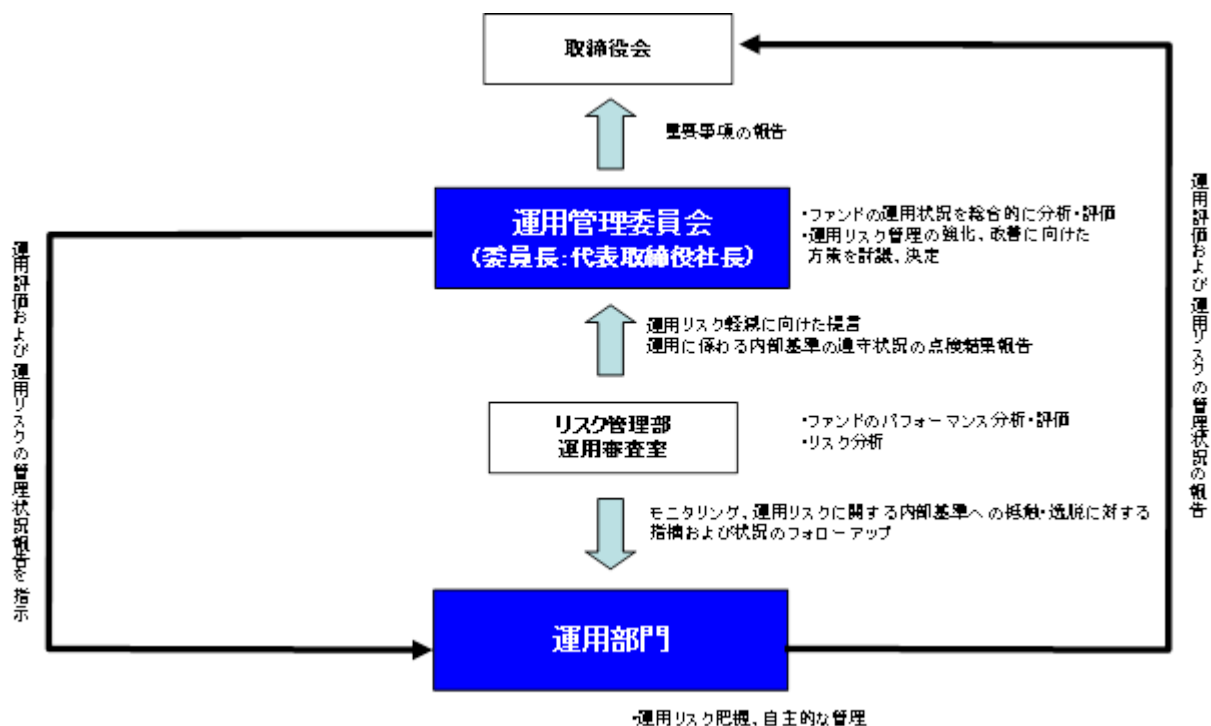 取締役会
重要事項の報告
運用管理委員会
(委員長:代表取締役社長)
・ファンドの運用状況を総合的に分析・評価
・運用リスク管理の強化、改善に向けた
方策を討議、決定
運用リスク軽減に向けた提言
運用に係わる内部基準の遵守状況の点検結果報告
リスク管理部
運用審査室
・ファンドのパフォーマンス分析・評価
・リスク分析
モニタリング、運用リスクに関する内部基準への抵触・逸脱に対する
指摘および状況のフォローアップ
運用部門
・運用リスク把握、自主的な管理
運用評価および運用リスクの管理状況報告を指示
運用評価および運用リスクの管理状況の報告